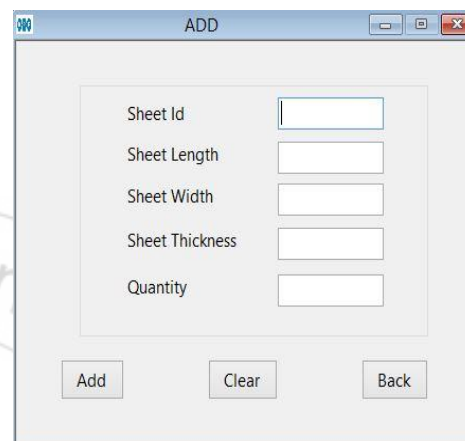 ADD
Sheet Id
Sheet Length
Sheet Width
Sheet Thickness
Quantity
Add Clear Back